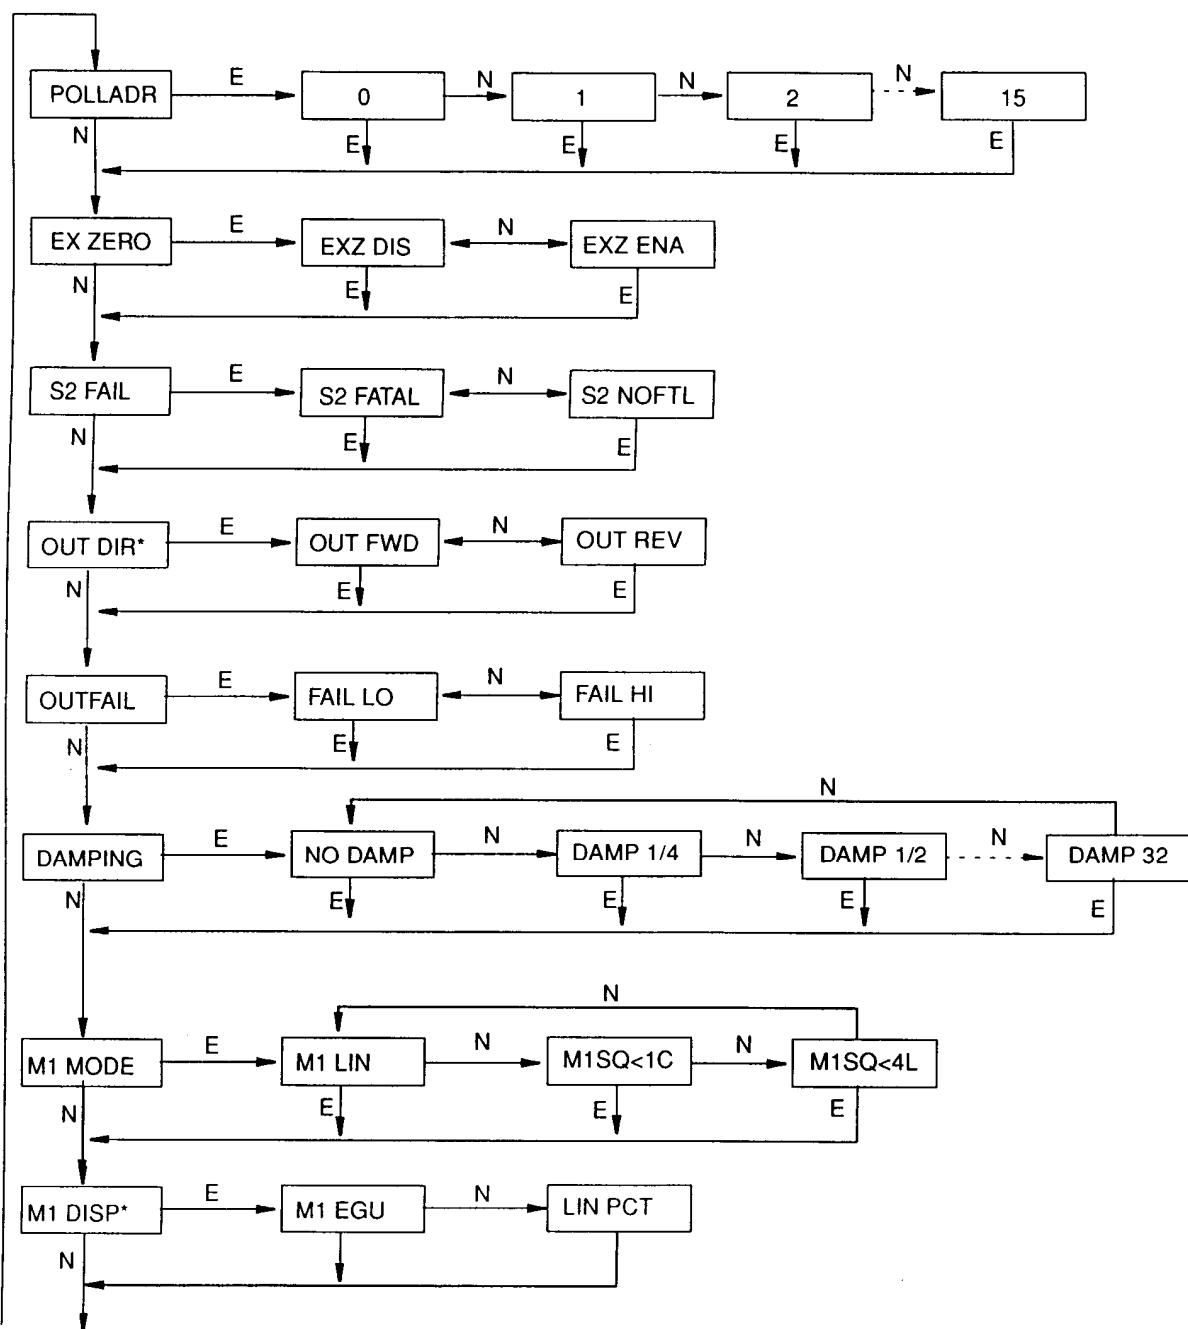 POLLADR E 0 N 1 N 2 N 15
N E E E E
EX ZERO E EXZ DIS N EXZ ENA
N E E
S2 FAIL E S2 FATAL N S2 NOFTL
N E E
OUT DIR* E OUT FWD N OUT REV
N E E
OUTFAIL E FAIL LO N FAIL HI
N E E
N
DAMPING E NO DAMP N DAMP 1/4 N DAMP 1/2 N DAMP 32
N E E E E
N
M1 MODE E M1 LIN N M1SQ<1C N M1SQ<4L
N E E E
M1 DISP* E M1 EGU N LIN PCT
N